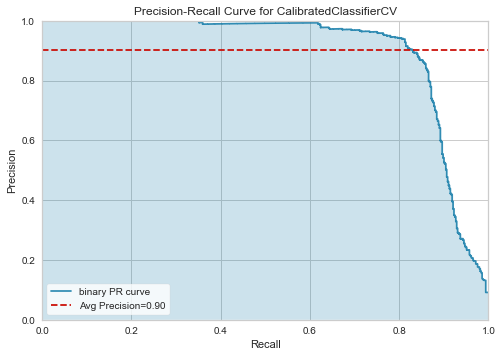 Precision-Recall Curve for CalibratedClassifierCV
1.0
0.8
0.6
0.4
0.2
0.0
Precision
binary PR curve
Avg Precision=0.90
0.0 0.2 0.4 0.6 0.8 1.0
Recall